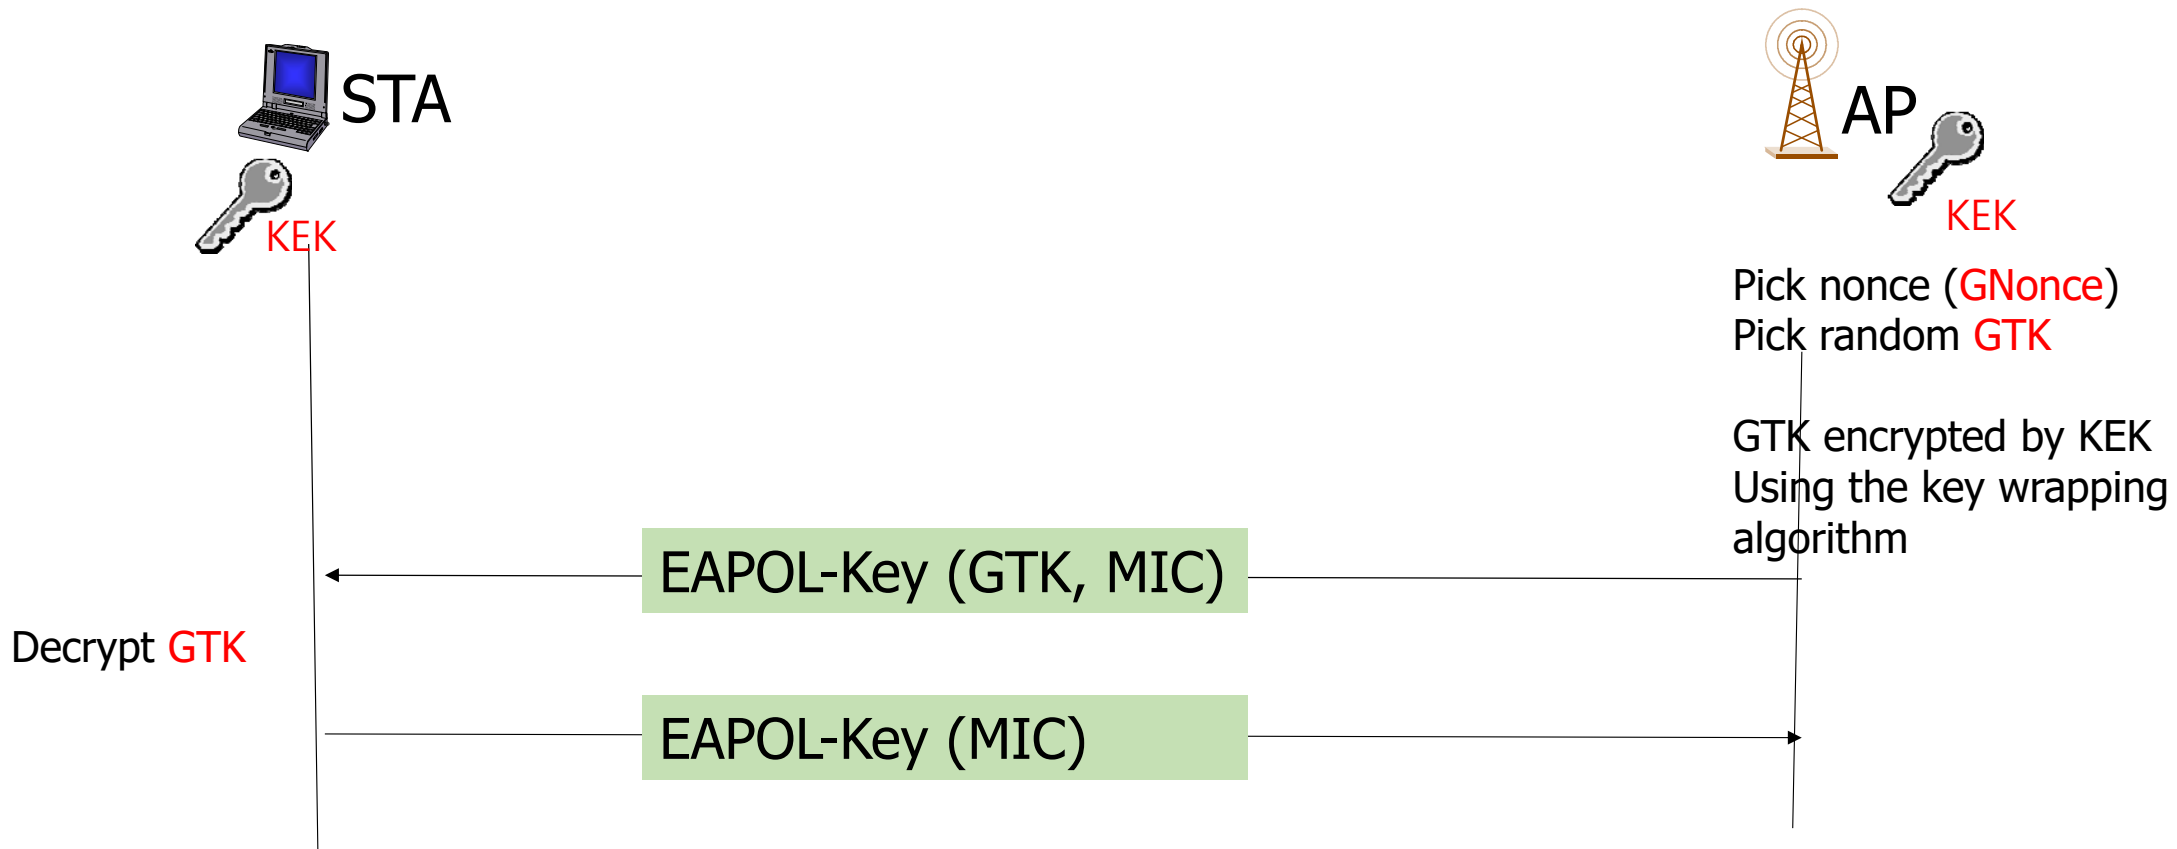 STA
AP
KEK
KEK
Pick nonce (GNonce)
Pick random GTK
GTK encrypted by KEK
Using the key wrapping
algorithm
EAPOL-Key (GTK, MIC)
Decrypt GTK
EAPOL-Key (MIC)